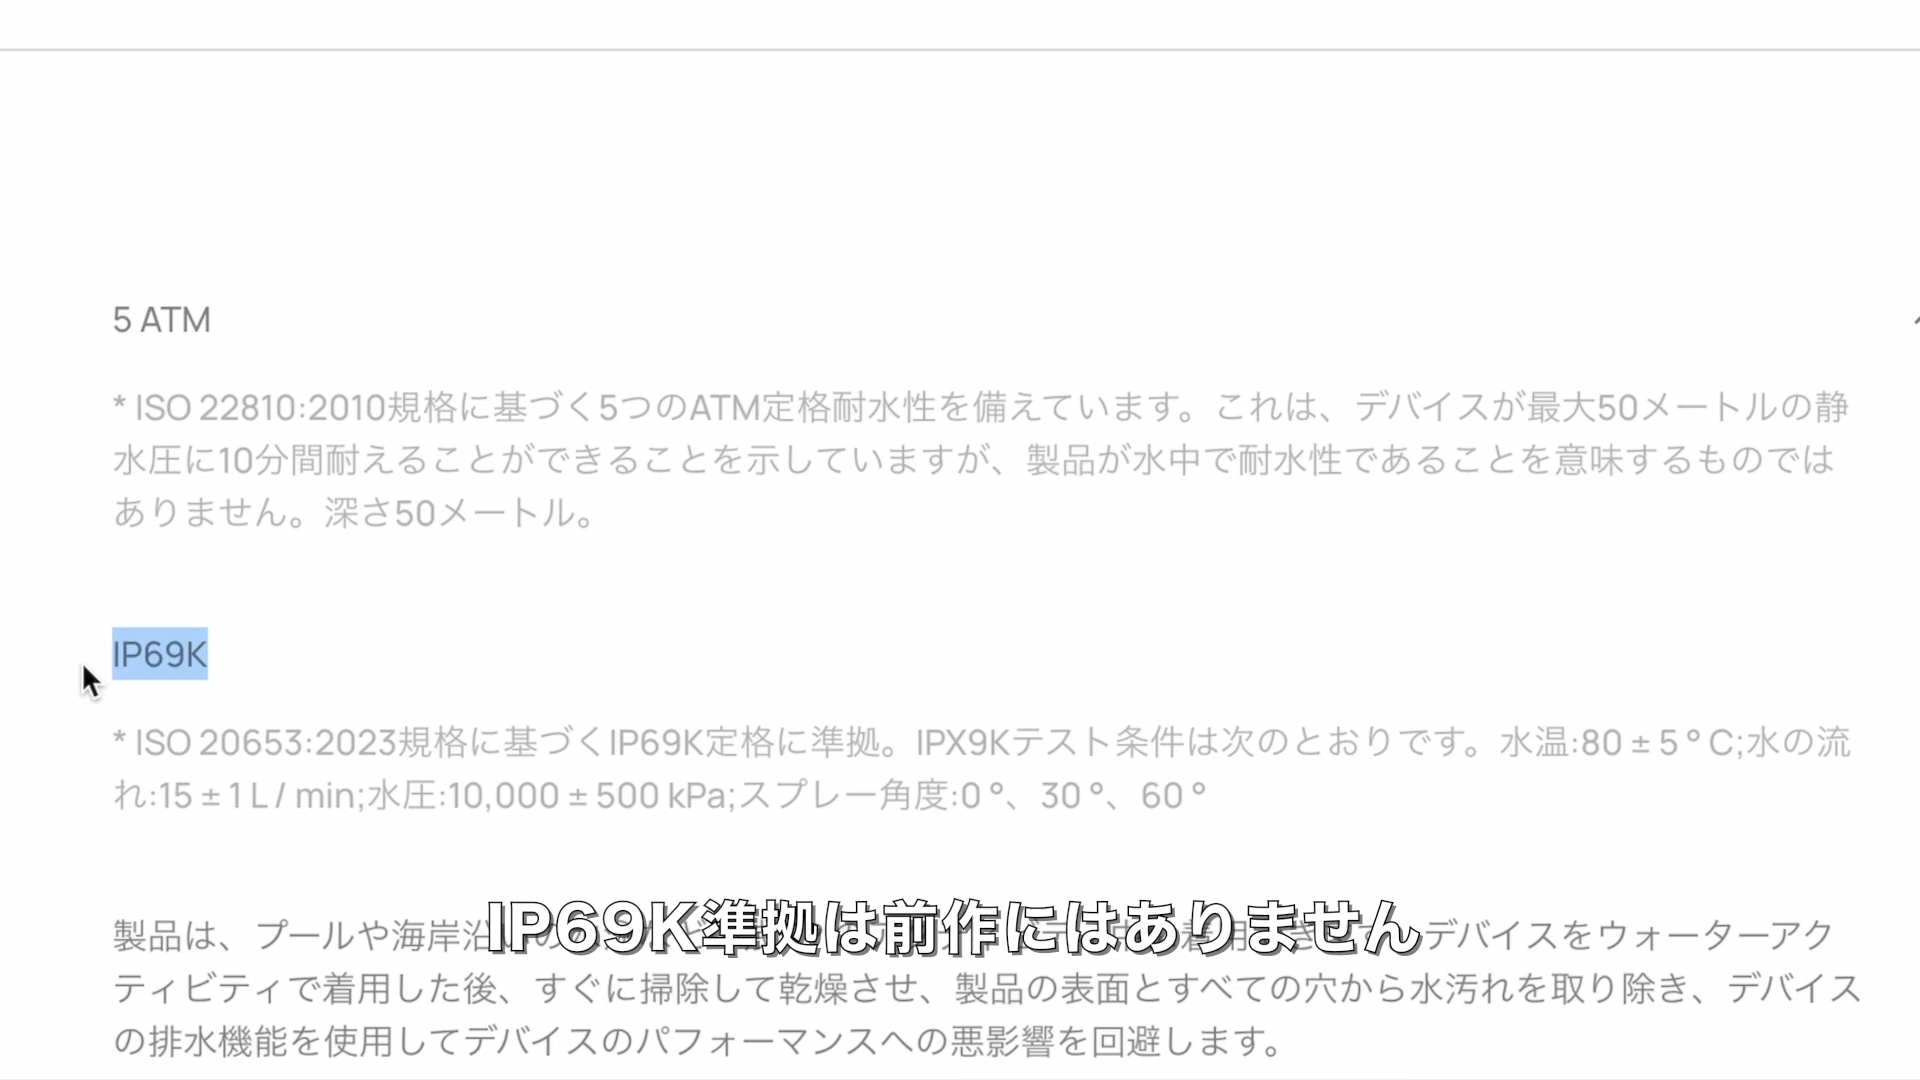 5 ATM
* ISO 22810:2010規格に基づく5つのATM定格耐水性を備えています。これは、デバイスが最大50メートルの静
水圧に10分間耐えることができることを示していますが、製品が水中で耐水性であることを意味するものでは
ありません。深さ50メートル。
IP69K
* ISO 20653:2023規格に基づくIP69K定格に準拠。IPX9Kテスト条件は次のとおりです。水温:80 ± 5 ° C;水の流
れ:15 ± 1 L / min;水圧:10,000 ± 500 kPa;スプレー角度:0 °、30 °、60 °
IP69K準拠は前作にはありません
製品は、プールや海岸沿 デバイスをウォーターアク
ティビティで着用した後、すぐに掃除して乾燥させ、製品の表面とすべての穴から水汚れを取り除き、デバイス
の排水機能を使用してデバイスのパフォーマンスへの悪影響を回避します。